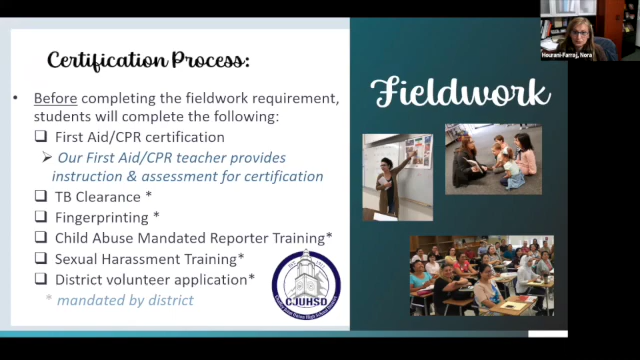 Certification Process:
• Before completing the fieldwork requirement,
students will complete the following:
❑ First Aid/CPR certification
➢ Our First Aid/CPR teacher provides
instruction & assessment for certification
❑ TB Clearance *
❑ Fingerprinting *
❑ Child Abuse Mandated Reporter Training*
❑ Sexual Harassment Training*
❑ District volunteer application*
* mandated by district
CJUHSD
Fieldwork
Hourani-Farraj, Nora